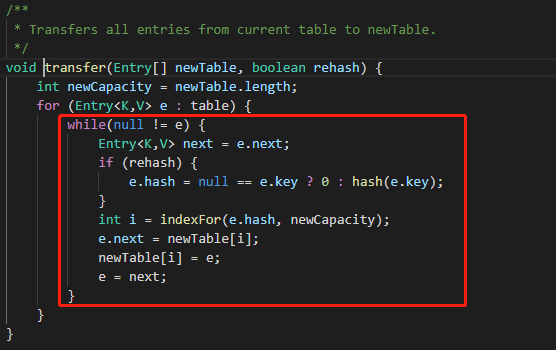 /**
 * Transfers all entries from current table to newTable.
 */
void transfer(Entry[] newTable, boolean rehash) {
    int newCapacity = newTable.length;
    for (Entry<K,V> e : table) {
        while(null != e) {
            Entry<K,V> next = e.next;
            if (rehash) {
                e.hash = null == e.key ? 0 : hash(e.key);
            }
            int i = indexFor(e.hash, newCapacity);
            e.next = newTable[i];
            newTable[i] = e;
            e = next;
        }
    }
}